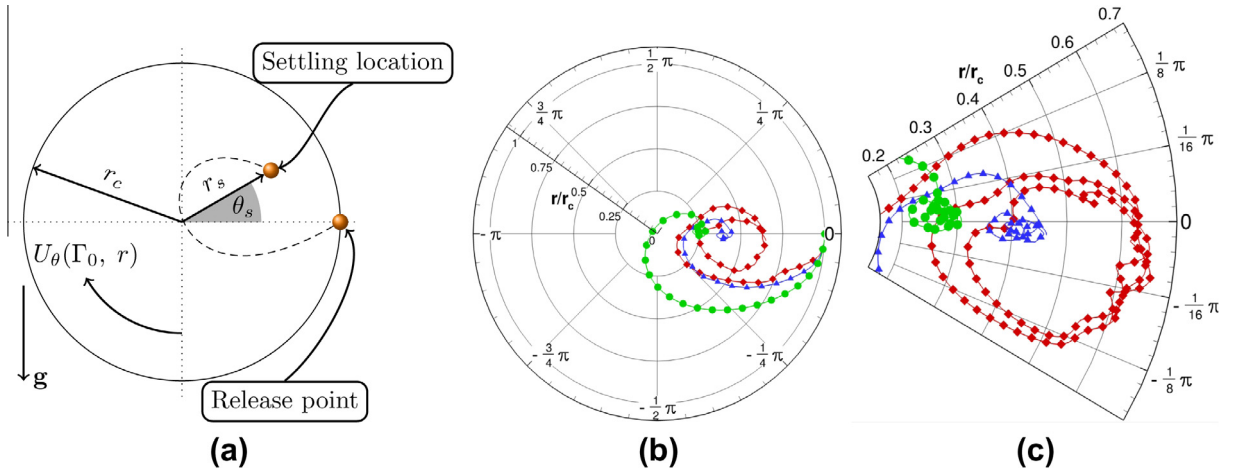 Settling location
r_c
r_s
θ_s
U_θ(Γ_0, r)
g
Release point
(a)
1/2 π
3/4 π
1/4 π
1
0.75
0.5
0.25
0
r/r_c
- π
0
- 3/4 π
- 1/4 π
- 1/2 π
(b)
0.7
0.6
0.5
0.4
0.3
0.2
r/r_c
1/8 π
1/16 π
0
- 1/16 π
- 1/8 π
(c)